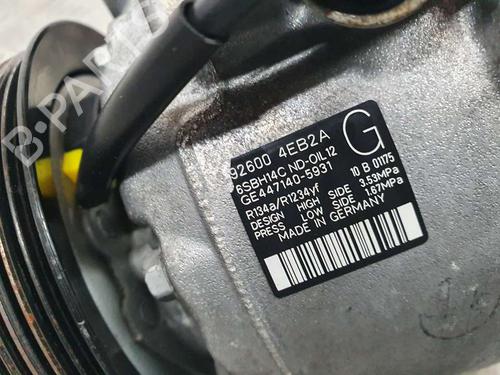 B-PARTS
92600 4EB2A
G
6SBH14C ND-OIL12
GE447140-5931
10 B 01175
R134a/R1234yf
DESIGN HIGH SIDE 3.53MPa
PRESS LOW SIDE 1.67MPa
MADE IN GERMANY